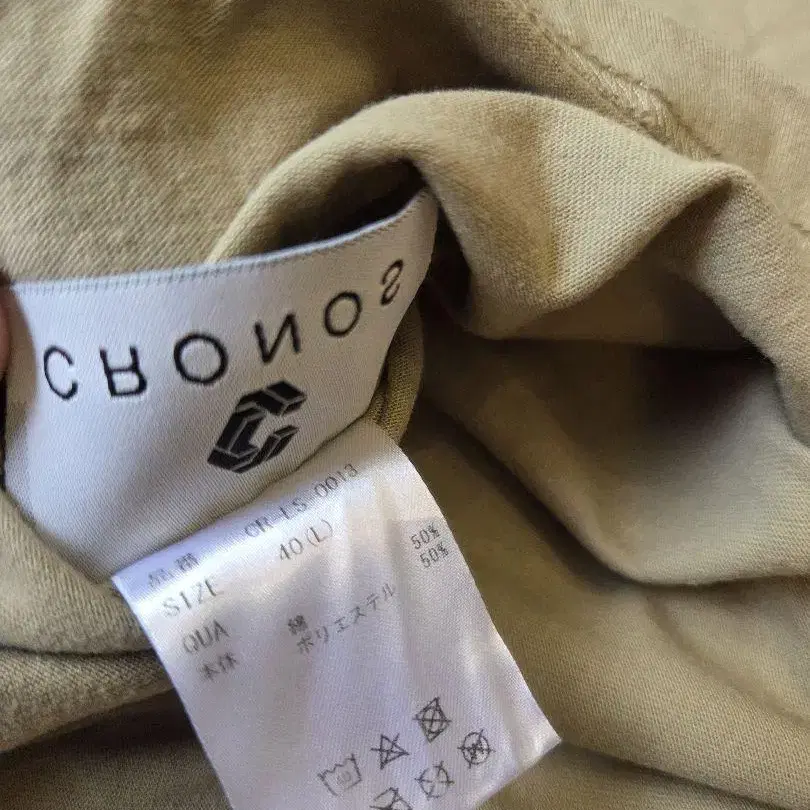 CRONOS
品番 CR-LS-0013
SIZE 40(L)
QUA
本体 綿 50%
ポリエステル 50%